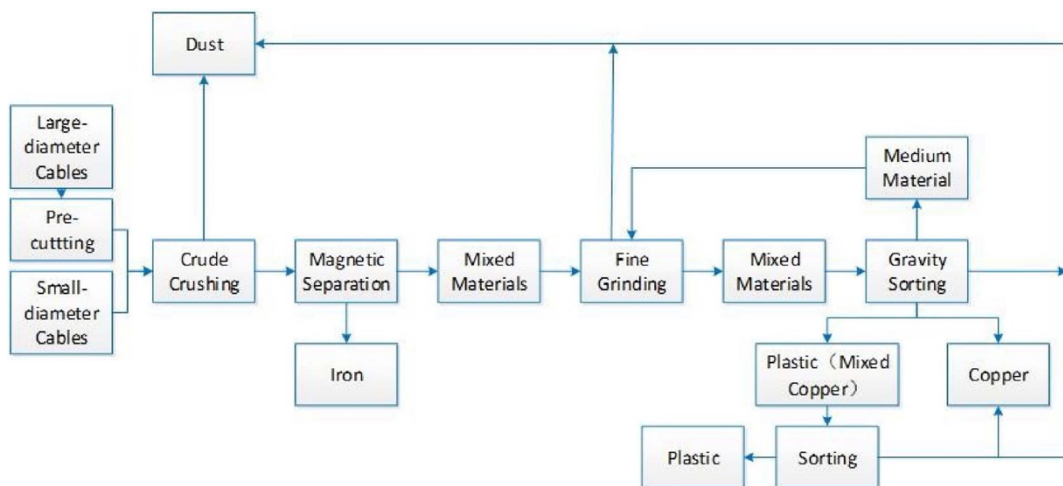 Dust
Large-
diameter
Cables
Pre-
cuttting
Small-
diameter
Cables
Crude
Crushing
Magnetic
Separation
Iron
Mixed
Materials
Fine
Grinding
Mixed
Materials
Medium
Material
Gravity
Sorting
Plastic（Mixed
Copper）
Copper
Sorting
Plastic